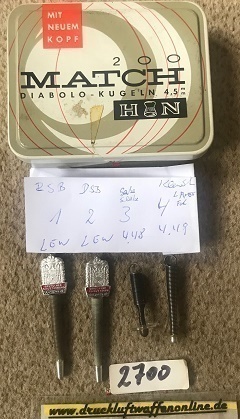 MIT
NEUEM
KOPF
200
MATCH
DIABOLO-KUGELN 4,5 mm
H N
DSB
1 2 3 4
LEW LEW 4.48 4.49
2700
www.druckluftwaffenonline.de